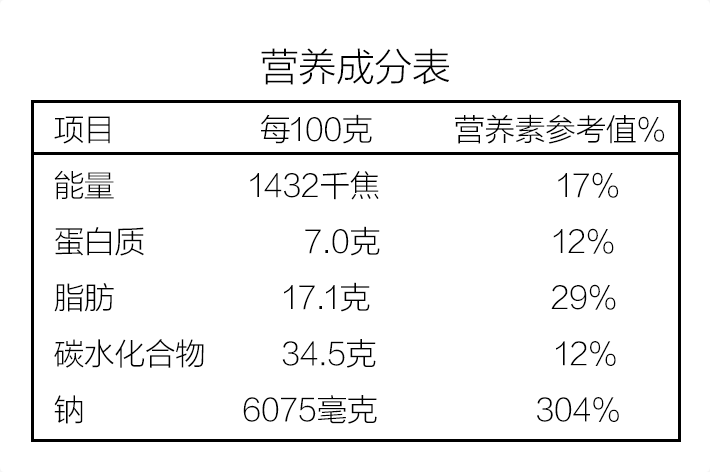 营养成分表
项目 每100克 营养素参考值%
能量 1432千焦 17%
蛋白质 7.0克 12%
脂肪 17.1克 29%
碳水化合物 34.5克 12%
钠 6075毫克 304%